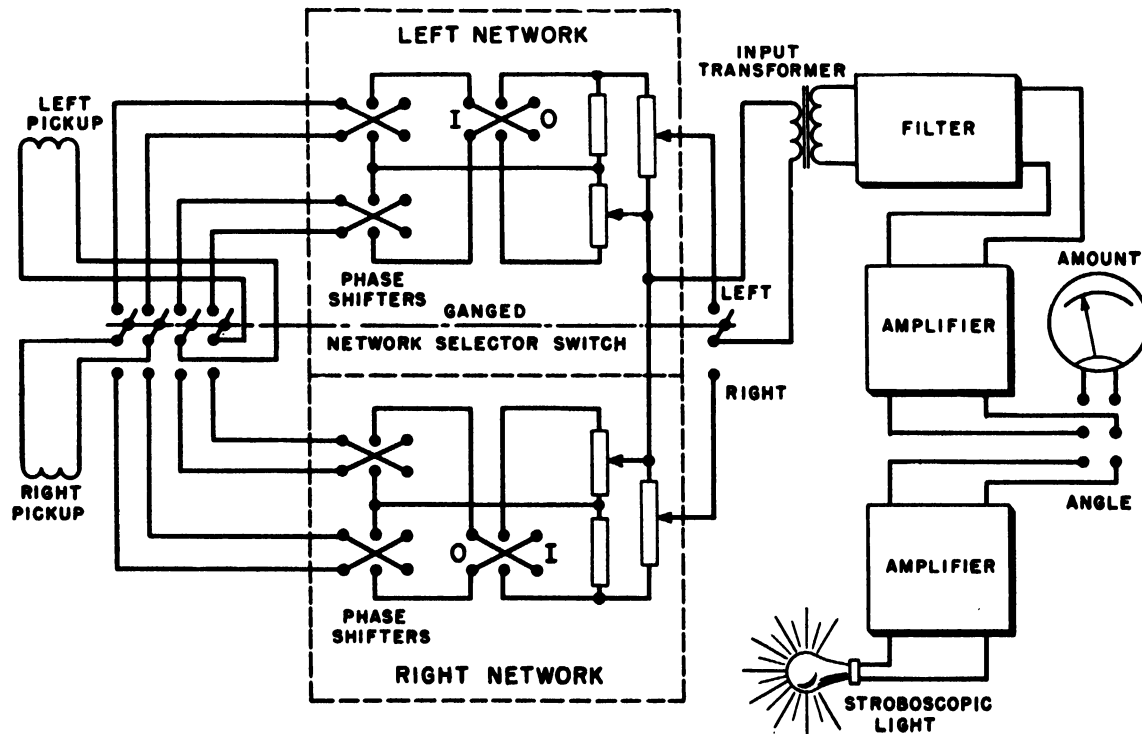 LEFT NETWORK
INPUT
TRANSFORMER
LEFT
PICKUP
I
O
FILTER
PHASE
SHIFTERS
GANGED
NETWORK SELECTOR SWITCH
LEFT
RIGHT
AMOUNT
AMPLIFIER
ANGLE
RIGHT
PICKUP
O
I
PHASE
SHIFTERS
RIGHT NETWORK
AMPLIFIER
STROBOSCOPIC
LIGHT